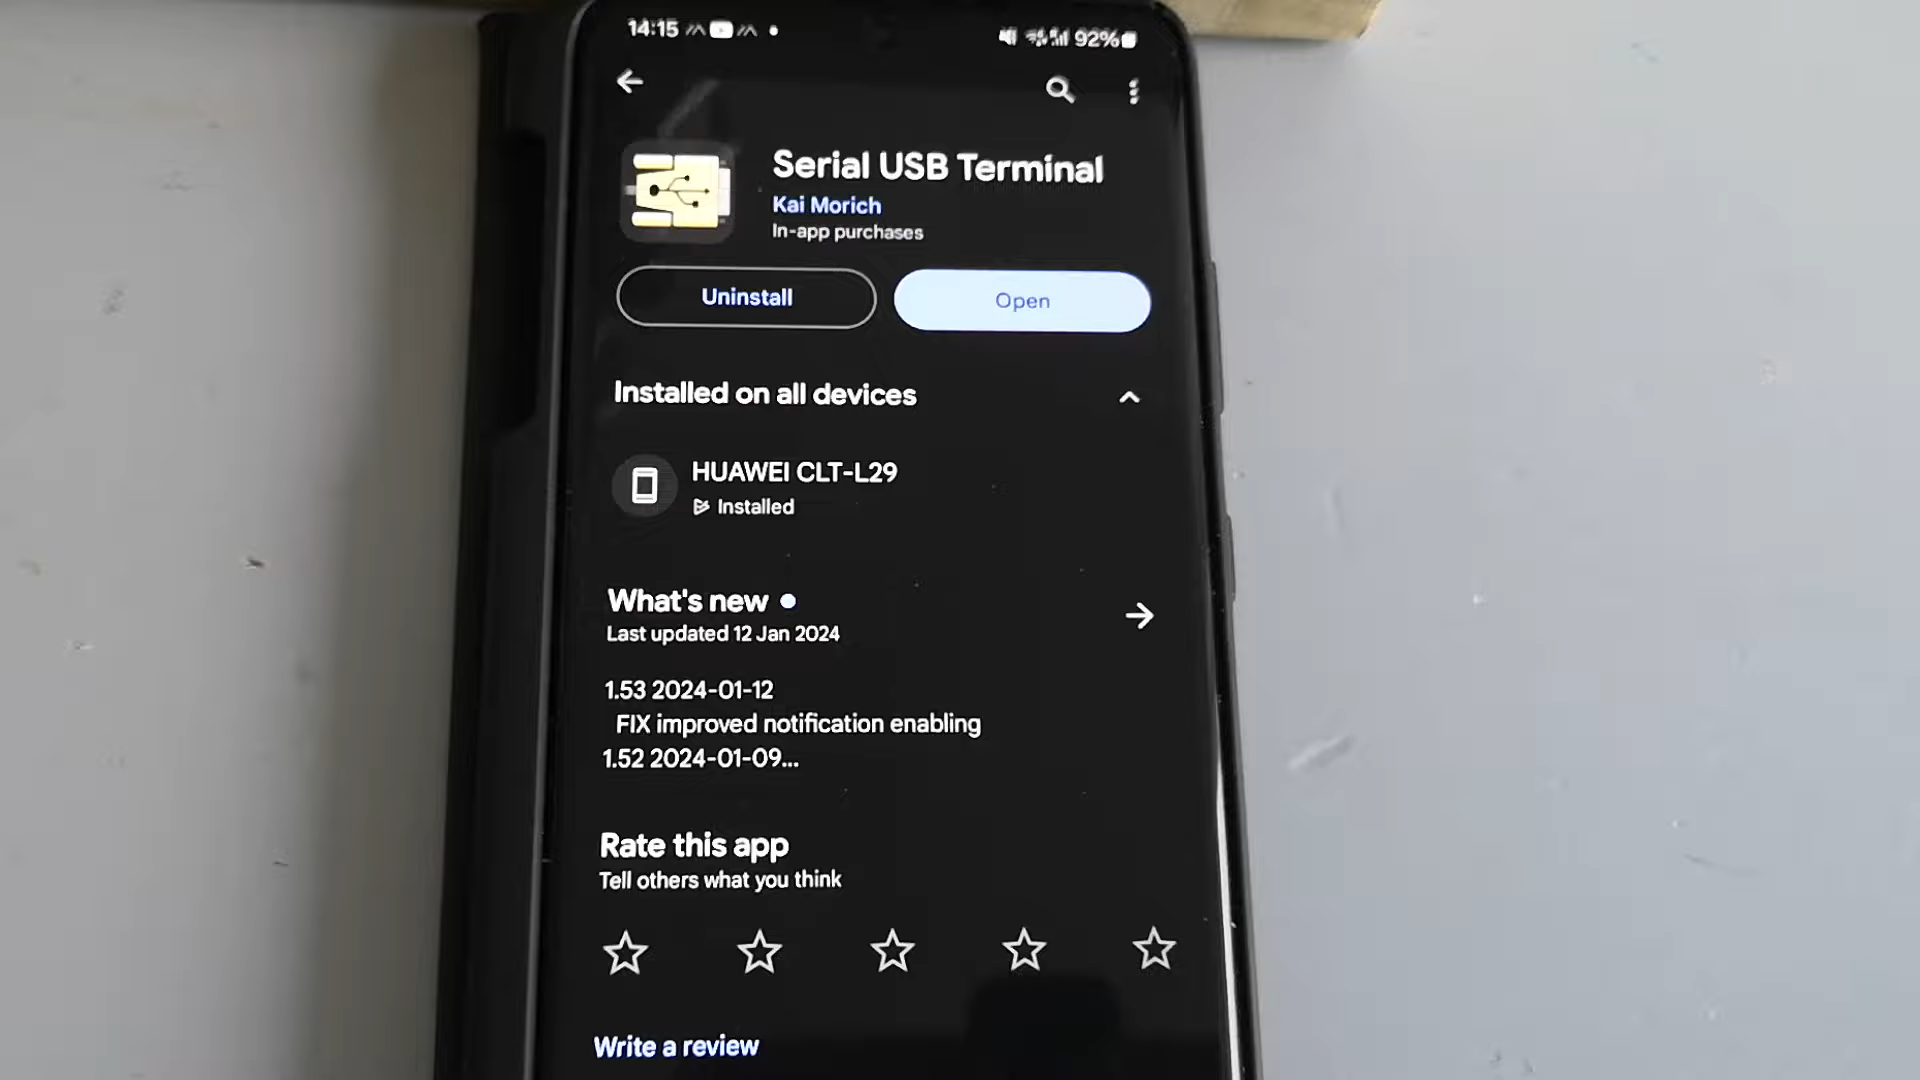 14:15
92%
Serial USB Terminal
Kai Morich
In-app purchases
Uninstall
Open
Installed on all devices
HUAWEI CLT-L29
Installed
What's new
Last updated 12 Jan 2024
1.53 2024-01-12
FIX improved notification enabling
1.52 2024-01-09...
Rate this app
Tell others what you think
Write a review